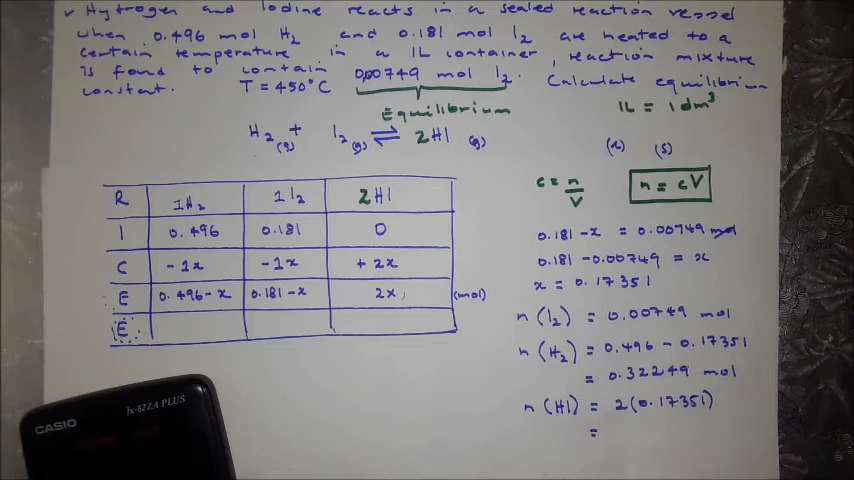 Hydrogen and Iodine reacts in a sealed reaction vessel
when 0.496 mol H2 and 0.181 mol I2 are heated to a
certain temperature in a 1L container, reaction mixture
is found to contain 0.00749 mol I2. Calculate equilibrium
constant. T = 450°C
Equilibrium
1L = 1dm³
H2(g) + I2(g) ⇌ 2HI (g)
(l) (s)
R 1H2 1I2 2HI
I 0.496 0.181 0
C -1x -1x +2x
E 0.496-x 0.181-x 2x (mol)
E
c = n/V
n = cV
0.181-x = 0.00749 mol
0.181-0.00749 = x
x = 0.17351
n(I2) = 0.00749 mol
n(H2) = 0.496 - 0.17351
= 0.32249 mol
n(HI) = 2(0.17351)
=
CASIO fx-82ZA PLUS